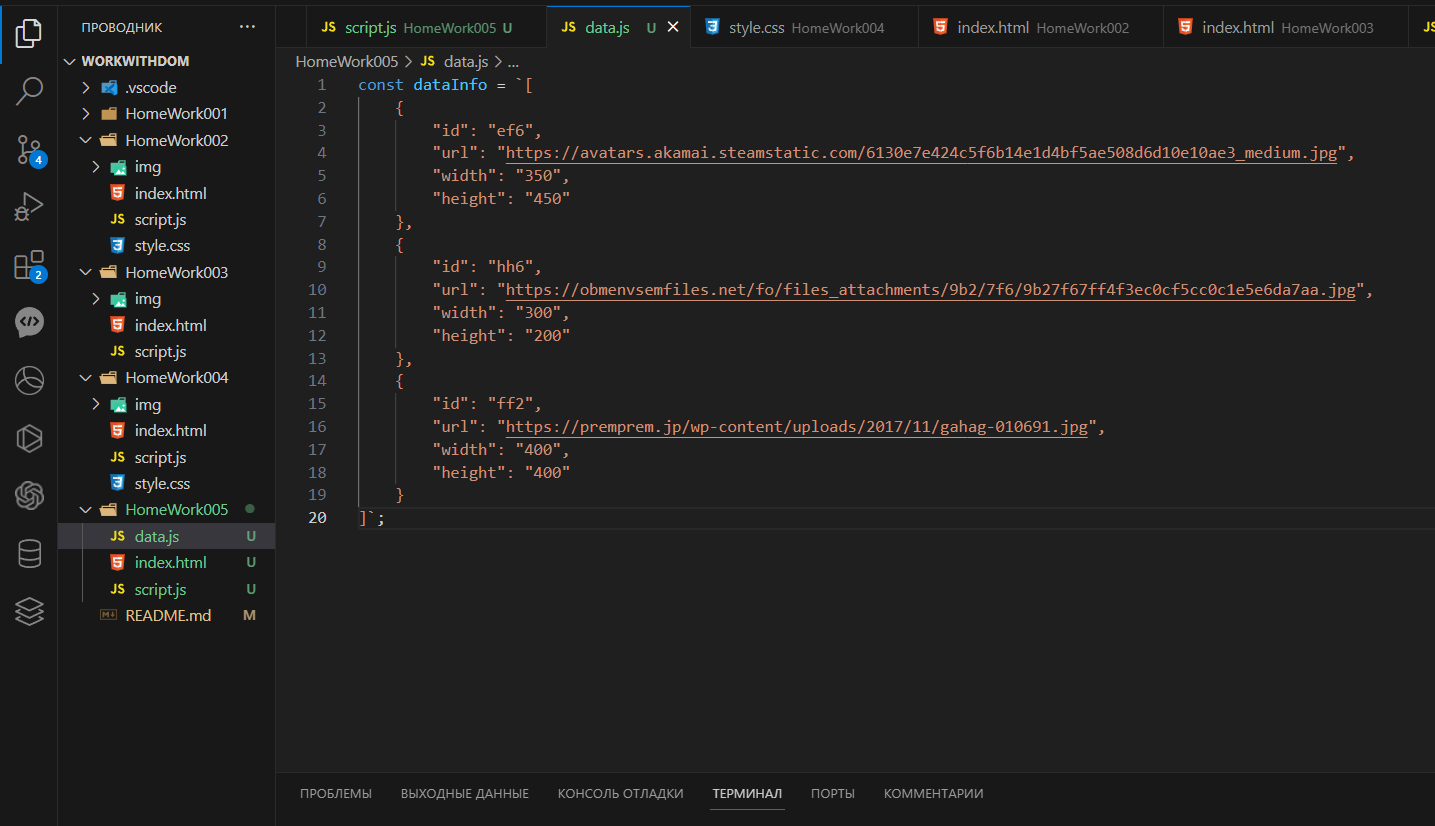 ПРОВОДНИК ...
WORKWITHDOM
.vscode
HomeWork001
HomeWork002
img
index.html
JS script.js
style.css
HomeWork003
img
index.html
JS script.js
HomeWork004
img
index.html
JS script.js
style.css
HomeWork005
JS data.js U
index.html U
JS script.js U
README.md M
4
2
JS script.js HomeWork005 U
JS data.js U
style.css HomeWork004
index.html HomeWork002
index.html HomeWork003
JS
HomeWork005 > JS data.js > ...
1 const dataInfo = `[
2 {
3 "id": "ef6",
4 "url": "https://avatars.akamai.steamstatic.com/6130e7e424c5f6b14e1d4bf5ae508d6d10e10ae3_medium.jpg",
5 "width": "350",
6 "height": "450"
7 },
8 {
9 "id": "hh6",
10 "url": "https://obmenvsemfiles.net/fo/files_attachments/9b2/7f6/9b27f67ff4f3ec0cf5cc0c1e5e6da7aa.jpg",
11 "width": "300",
12 "height": "200"
13 },
14 {
15 "id": "ff2",
16 "url": "https://premprem.jp/wp-content/uploads/2017/11/gahag-010691.jpg",
17 "width": "400",
18 "height": "400"
19 }
20 ]`;
ПРОБЛЕМЫ ВЫХОДНЫЕ ДАННЫЕ КОНСОЛЬ ОТЛАДКИ ТЕРМИНАЛ ПОРТЫ КОММЕНТАРИИ